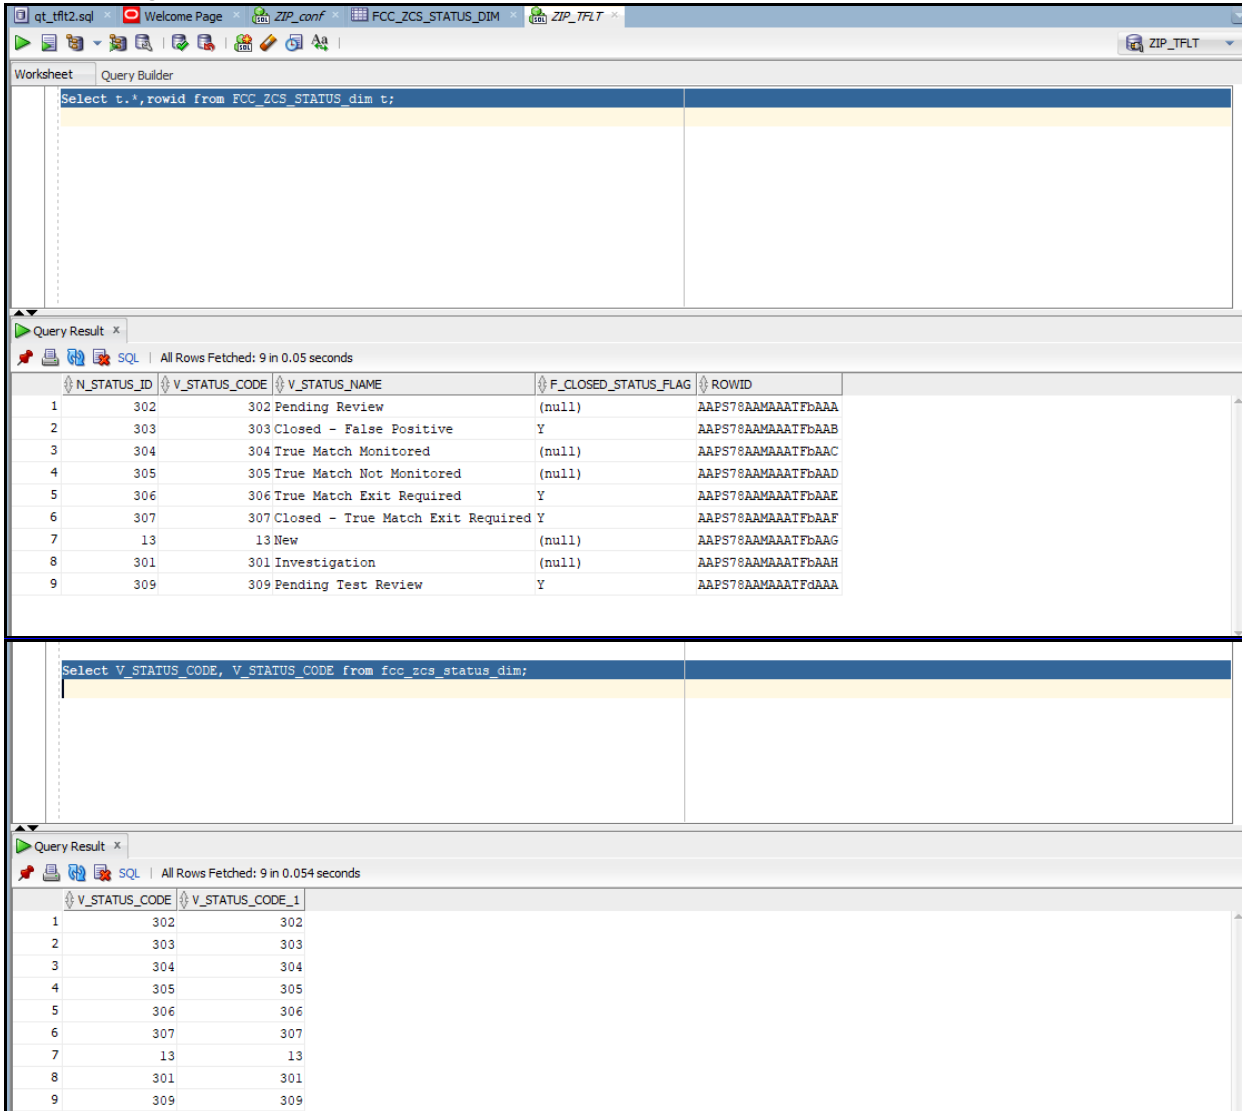 qt_tflt2.sql Welcome Page ZIP_conf FCC_ZCS_STATUS_DIM ZIP_TFLT
ZIP_TFLT
Worksheet Query Builder
Select t.*,rowid from FCC_ZCS_STATUS_dim t;
Query Result x
SQL | All Rows Fetched: 9 in 0.05 seconds
N_STATUS_ID V_STATUS_CODE V_STATUS_NAME F_CLOSED_STATUS_FLAG ROWID
1 302 302 Pending Review (null) AAPS78AAMAAATFbAAA
2 303 303 Closed - False Positive Y AAPS78AAMAAATFbAAB
3 304 304 True Match Monitored (null) AAPS78AAMAAATFbAAC
4 305 305 True Match Not Monitored (null) AAPS78AAMAAATFbAAD
5 306 306 True Match Exit Required Y AAPS78AAMAAATFbAAE
6 307 307 Closed - True Match Exit Required Y AAPS78AAMAAATFbAAF
7 13 13 New (null) AAPS78AAMAAATFbAAG
8 301 301 Investigation (null) AAPS78AAMAAATFbAAH
9 309 309 Pending Test Review Y AAPS78AAMAAATFdAAA
Select V_STATUS_CODE, V_STATUS_CODE from fcc_zcs_status_dim;
Query Result x
SQL | All Rows Fetched: 9 in 0.054 seconds
V_STATUS_CODE V_STATUS_CODE_1
1 302 302
2 303 303
3 304 304
4 305 305
5 306 306
6 307 307
7 13 13
8 301 301
9 309 309